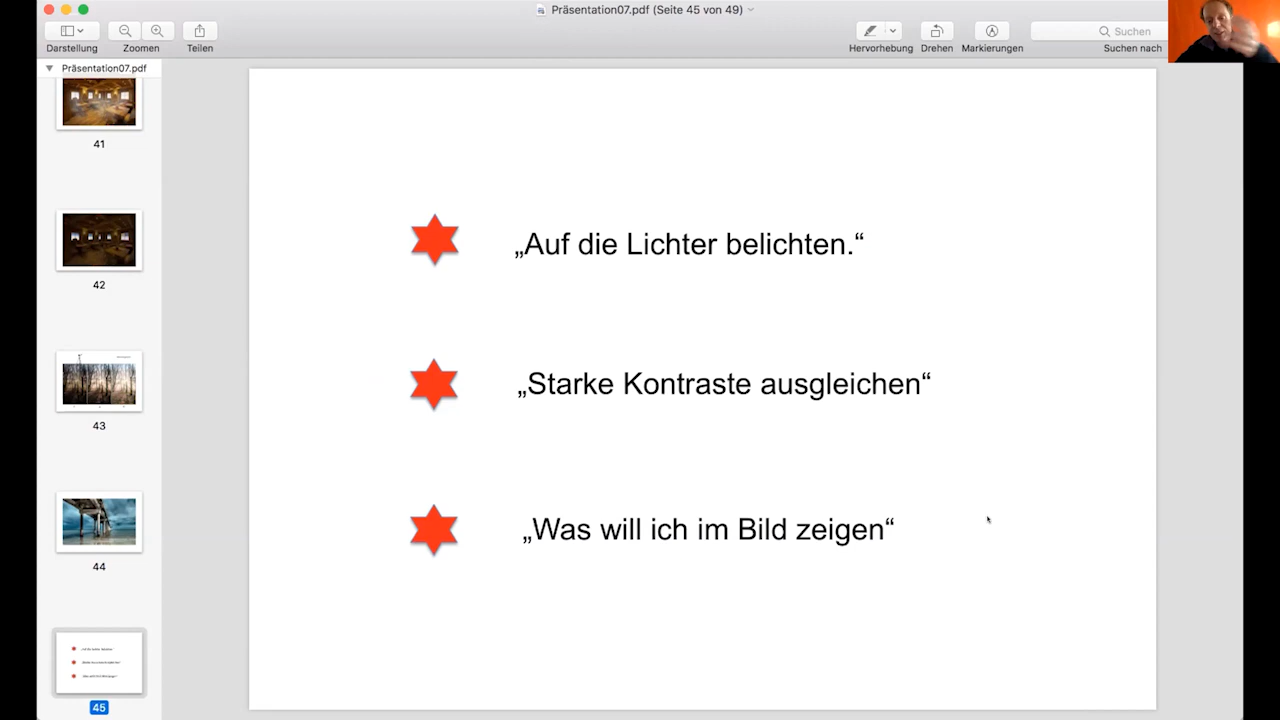 Präsentation07.pdf (Seite 45 von 49)
Darstellung
Zoomen
Teilen
Hervorhebung
Drehen
Markierungen
Suchen
Suchen nach
Präsentation07.pdf
41
42
43
44
45
„Auf die Lichter belichten.“
„Starke Kontraste ausgleichen“
„Was will ich im Bild zeigen“